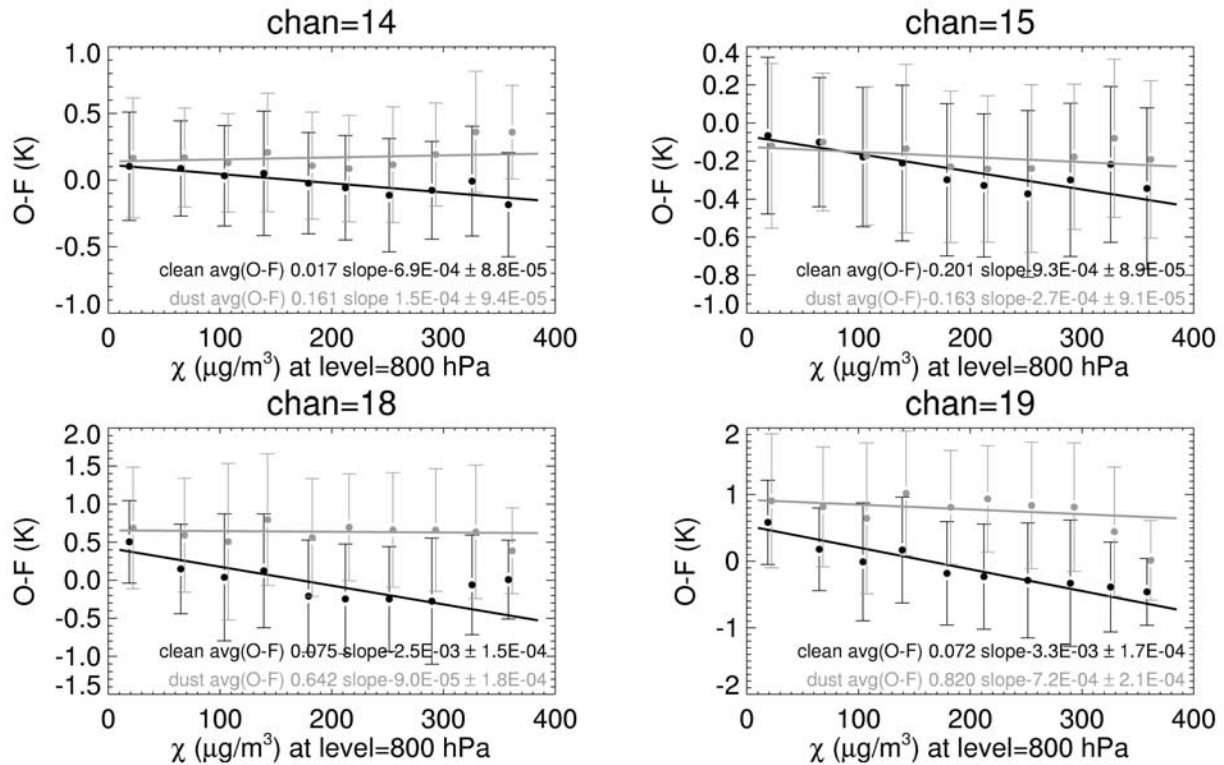 chan=14
1.0
0.5
0.0
-0.5
-1.0
O-F (K)
clean avg(O-F) 0.017 slope-6.9E-04 ± 8.8E-05
dust avg(O-F) 0.161 slope 1.5E-04 ± 9.4E-05
0 100 200 300 400
χ (μg/m³) at level=800 hPa
chan=15
0.4
0.2
0.0
-0.2
-0.4
-0.6
-0.8
-1.0
O-F (K)
clean avg(O-F)-0.201 slope-9.3E-04 ± 8.9E-05
dust avg(O-F)-0.163 slope-2.7E-04 ± 9.1E-05
0 100 200 300 400
χ (μg/m³) at level=800 hPa
chan=18
2.0
1.5
1.0
0.5
0.0
-0.5
-1.0
-1.5
O-F (K)
clean avg(O-F) 0.075 slope-2.5E-03 ± 1.5E-04
dust avg(O-F) 0.642 slope-9.0E-05 ± 1.8E-04
0 100 200 300 400
χ (μg/m³) at level=800 hPa
chan=19
2
1
0
-1
-2
O-F (K)
clean avg(O-F) 0.072 slope-3.3E-03 ± 1.7E-04
dust avg(O-F) 0.820 slope-7.2E-04 ± 2.1E-04
0 100 200 300 400
χ (μg/m³) at level=800 hPa